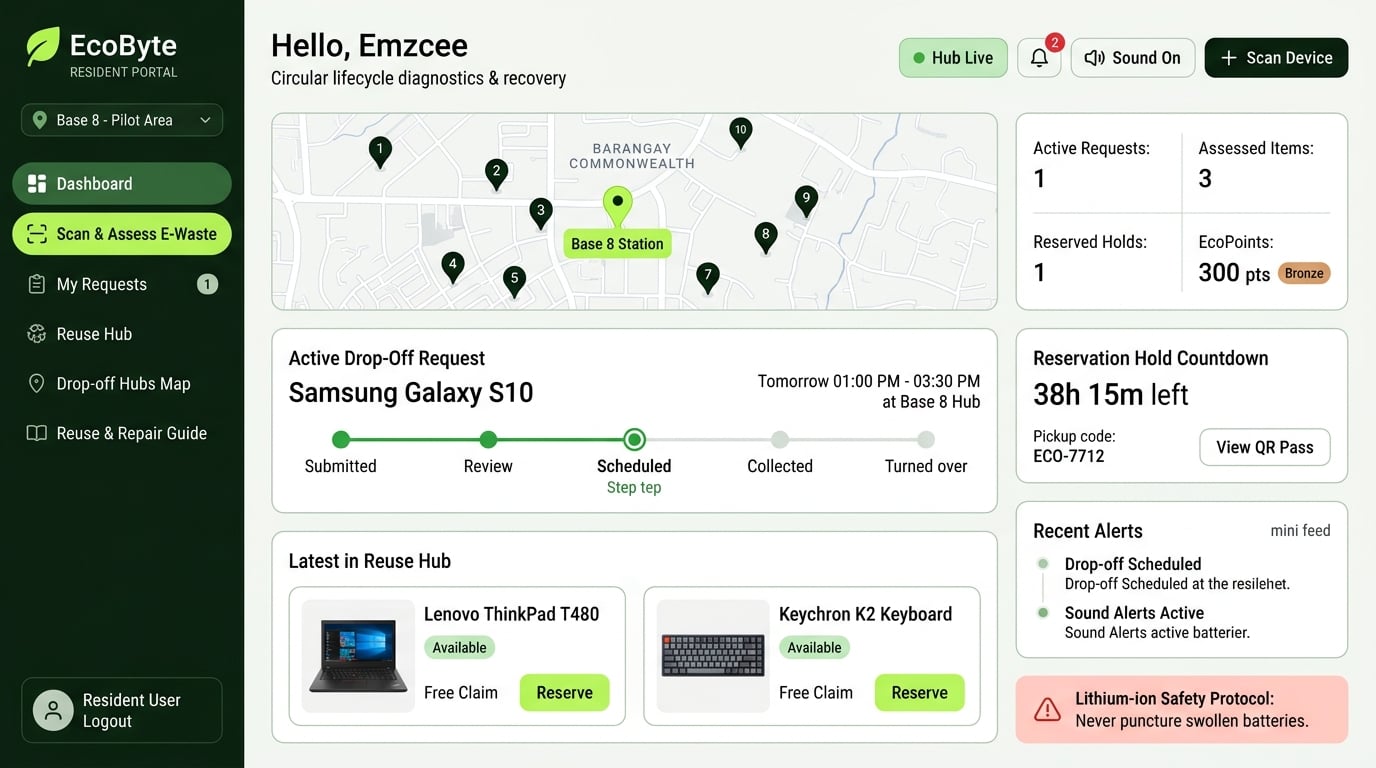 EcoByte
RESIDENT PORTAL
Base 8 - Pilot Area
Dashboard
Scan & Assess E-Waste
My Requests
1
Reuse Hub
Drop-off Hubs Map
Reuse & Repair Guide
Resident User
Logout
Hello, Emzcee
Circular lifecycle diagnostics & recovery
Hub Live
2
Sound On
+ Scan Device
1
2
3
4
5
BARANGAY
COMMONWEALTH
Base 8 Station
10
9
8
7
Active Requests:
1
Assessed Items:
3
Reserved Holds:
1
EcoPoints:
300 pts
Bronze
Active Drop-Off Request
Samsung Galaxy S10
Tomorrow 01:00 PM - 03:30 PM
at Base 8 Hub
Submitted
Review
Scheduled
Step tep
Collected
Turned over
Reservation Hold Countdown
38h 15m left
Pickup code:
ECO-7712
View QR Pass
Latest in Reuse Hub
Lenovo ThinkPad T480
Available
Free Claim
Reserve
Keychron K2 Keyboard
Available
Free Claim
Reserve
Recent Alerts
mini feed
Drop-off Scheduled
Drop-off Scheduled at the resilehet.
Sound Alerts Active
Sound Alerts active batterier.
Lithium-ion Safety Protocol:
Never puncture swollen batteries.